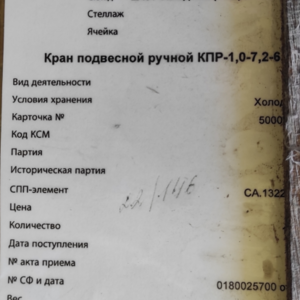 Стеллаж
Ячейка
Кран подвесной ручной КПР-1,0-7,2-6
Вид деятельности
Условия хранения Холод
Карточка № 5000
Код КСМ
Партия
Историческая партия
СПП-элемент СА.1322
Цена
Количество
Дата поступления
№ акта приема
№ СФ и дата 0180025700 от
Вес